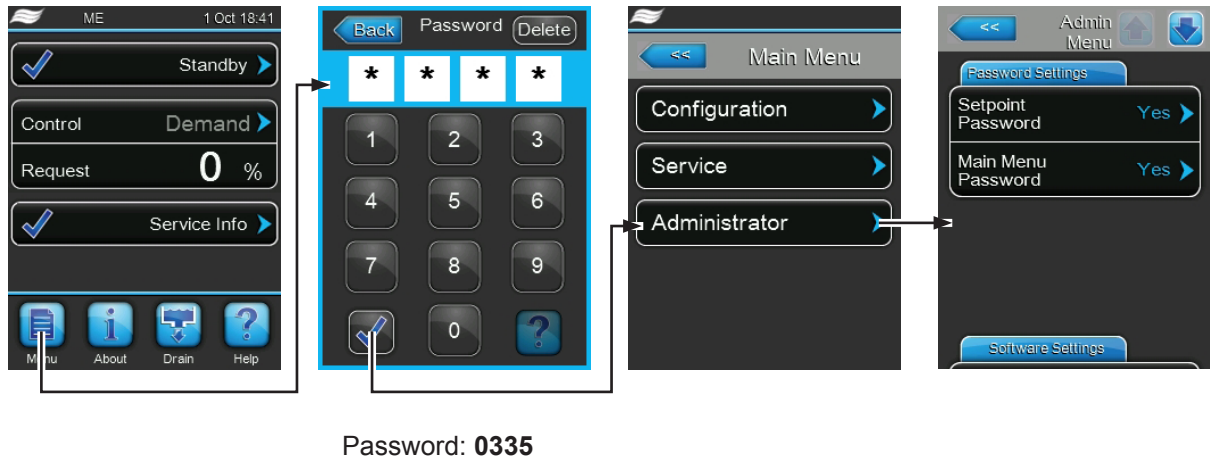 ME 1 Oct 18:41
Standby
Control Demand
Request 0 %
Service Info
Menu About Drain Help
Back Password Delete
* * * *
1 2 3
4 5 6
7 8 9
0 ?
<< Main Menu
Configuration
Service
Administrator
<< Admin
Menu
Password Settings
Setpoint
Password Yes
Main Menu
Password Yes
Software Settings
Password: 0335